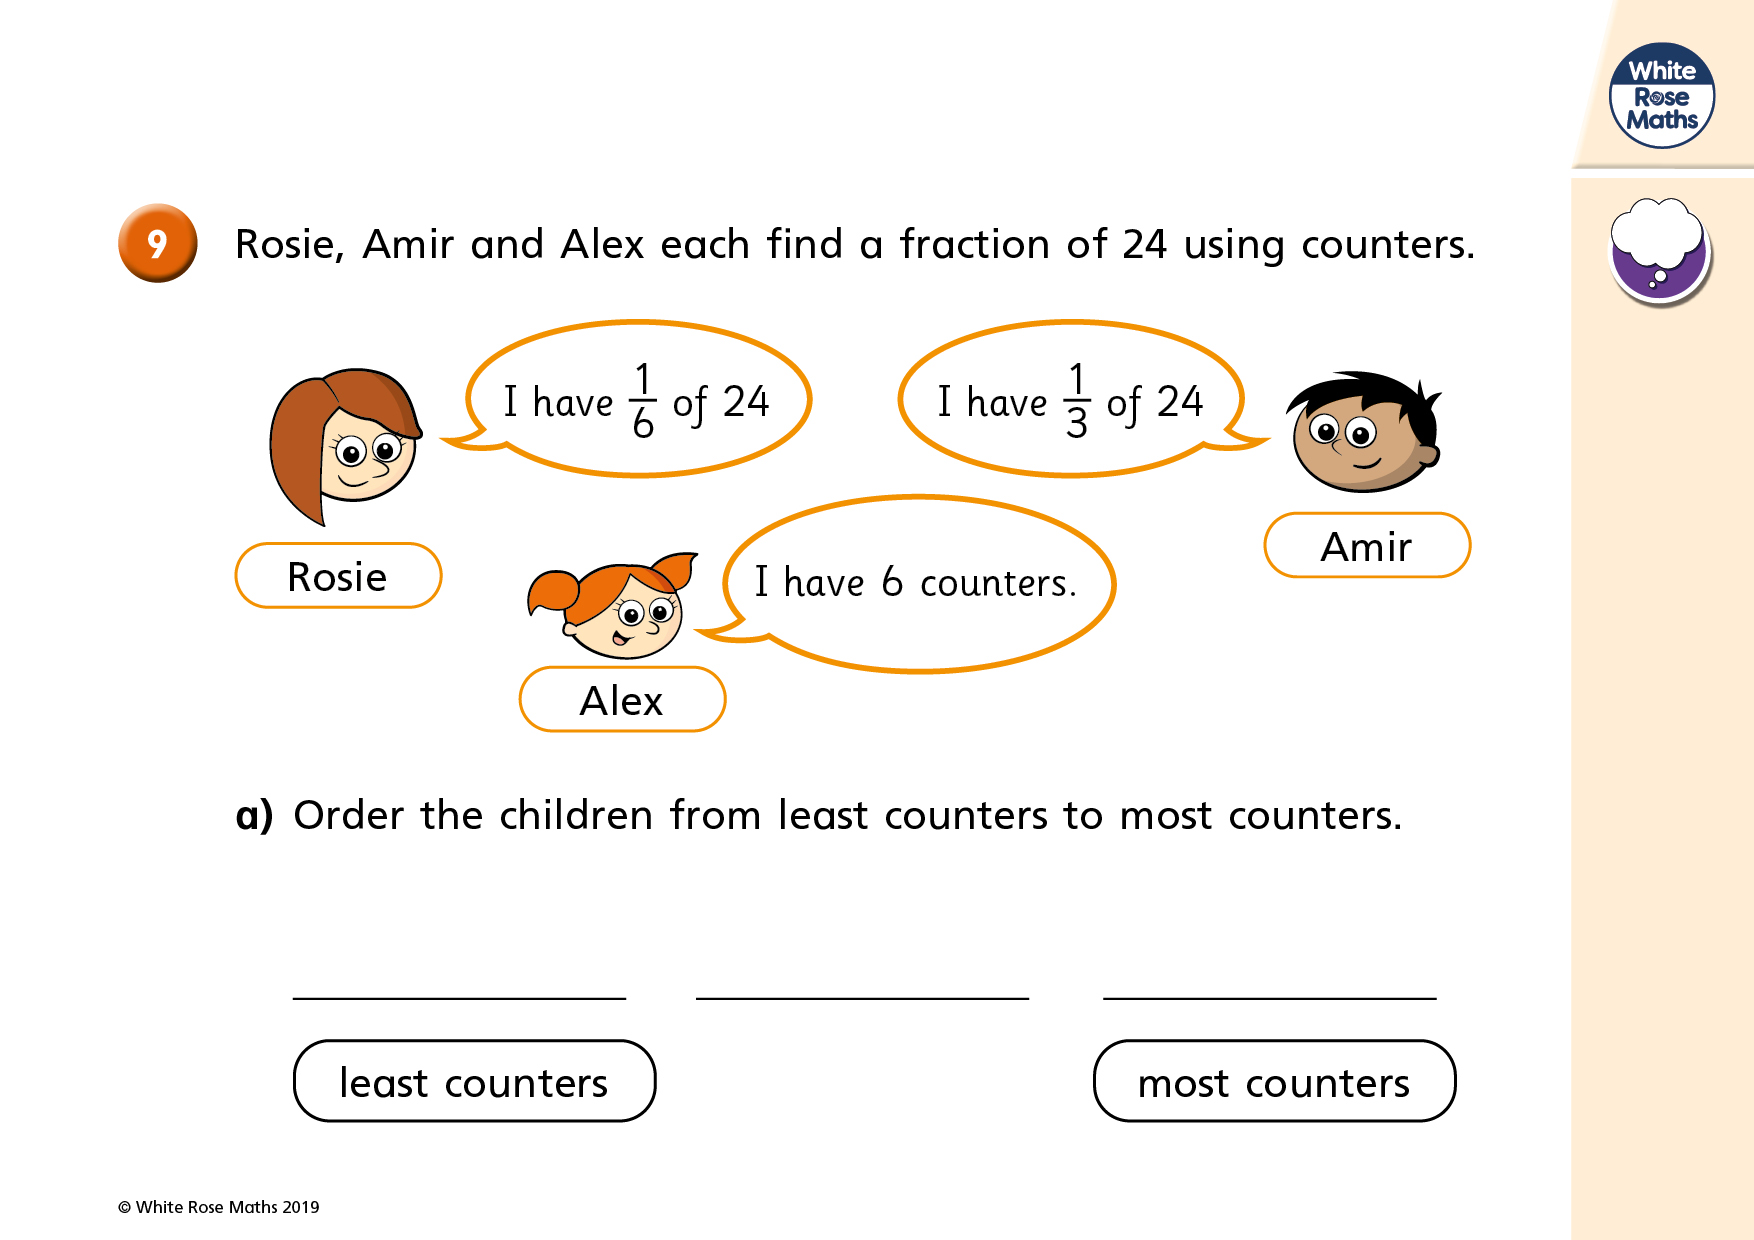 White
Rose
Maths
9 Rosie, Amir and Alex each find a fraction of 24 using counters.
I have 1/6 of 24
I have 1/3 of 24
Rosie
Amir
I have 6 counters.
Alex
a) Order the children from least counters to most counters.
least counters
most counters
© White Rose Maths 2019